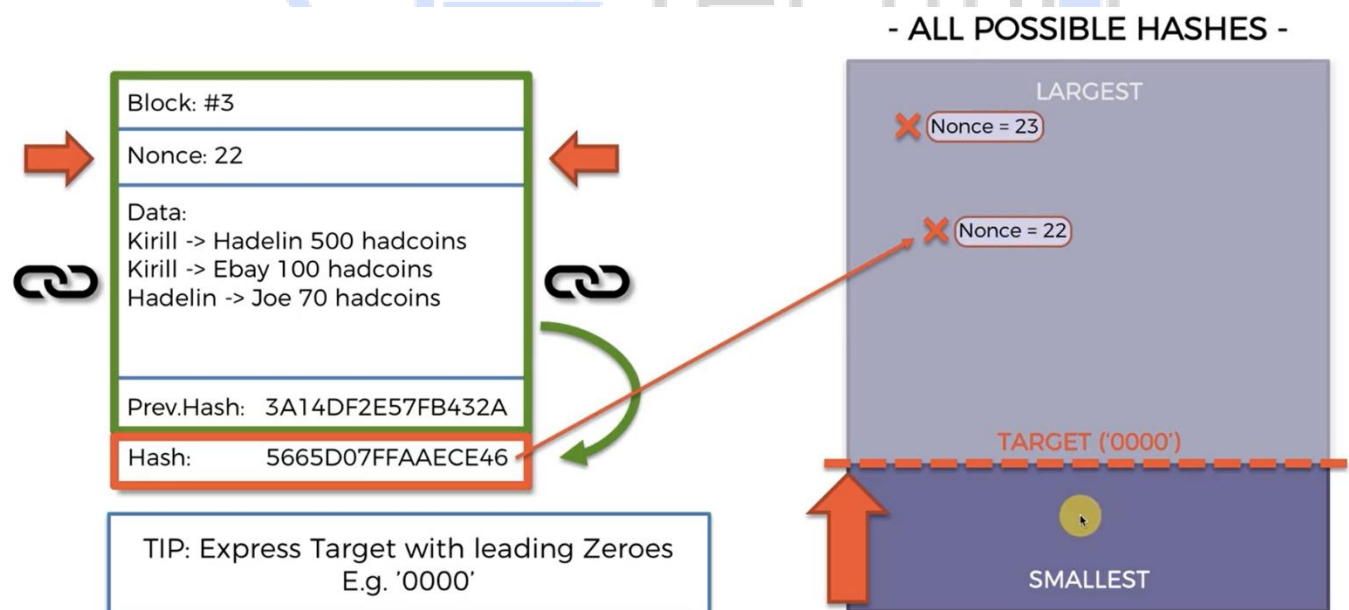 - ALL POSSIBLE HASHES -
Block: #3
Nonce: 22
Data:
Kirill -> Hadelin 500 hadcoins
Kirill -> Ebay 100 hadcoins
Hadelin -> Joe 70 hadcoins
Prev.Hash: 3A14DF2E57FB432A
Hash: 5665D07FFAAECE46
TIP: Express Target with leading Zeroes
E.g. '0000'
LARGEST
Nonce = 23
Nonce = 22
TARGET ('0000')
SMALLEST